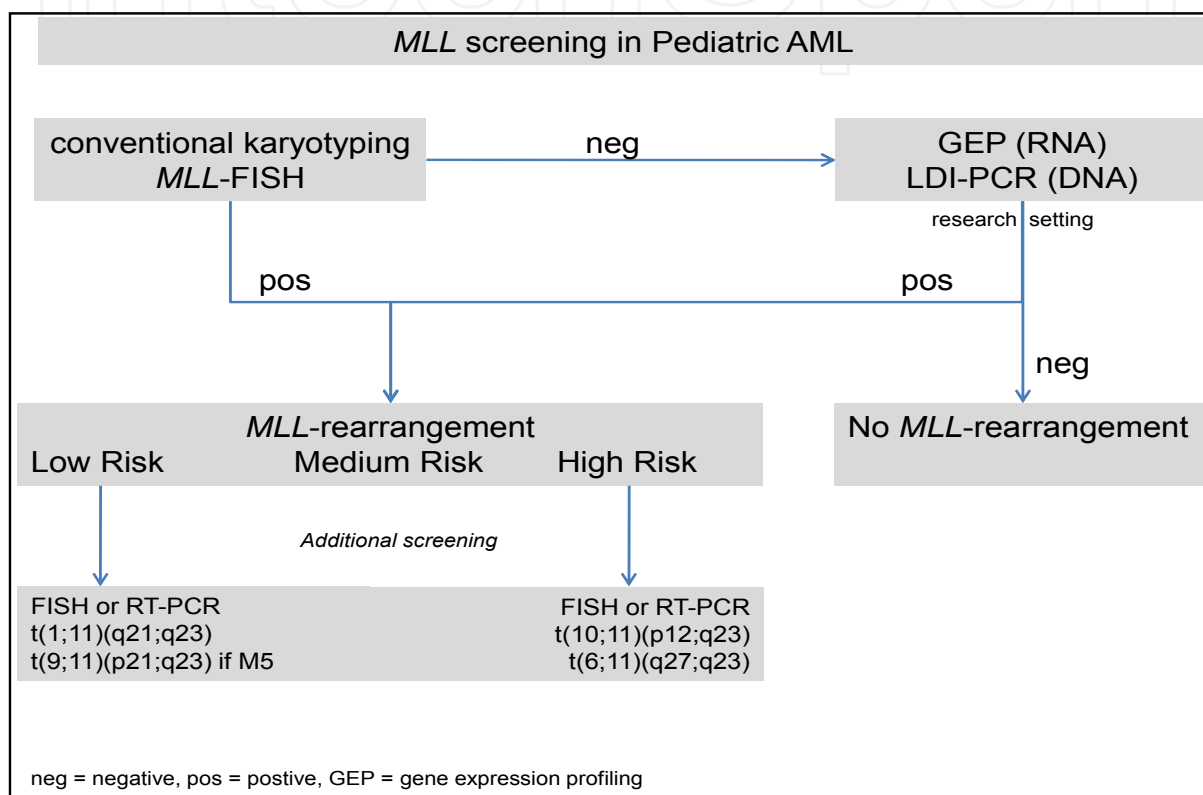 MLL screening in Pediatric AML
conventional karyotyping
MLL-FISH
neg
GEP (RNA)
LDI-PCR (DNA)
research setting
pos
pos
neg
MLL-rearrangement
Low Risk Medium Risk High Risk
No MLL-rearrangement
Additional screening
FISH or RT-PCR
t(1;11)(q21;q23)
t(9;11)(p21;q23) if M5
FISH or RT-PCR
t(10;11)(p12;q23)
t(6;11)(q27;q23)
neg = negative, pos = postive, GEP = gene expression profiling